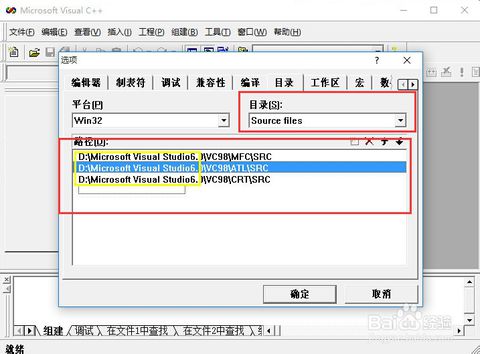 Microsoft Visual C++
文件(F) 编辑(E) 查看(V) 插入(I) 工程(P) 组建(B) 工具(T) 窗口(W) 帮助(H)
选项
编辑器 制表符 调试 兼容性 编译 目录 工作区 宏
平台(P) 目录(S):
Win32 Source files
路径(D):
D:\Microsoft Visual Studio6.0\VC98\MFC\SRC
D:\Microsoft Visual Studio6.0\VC98\ATL\SRC
D:\Microsoft Visual Studio6.0\VC98\CRT\SRC
确定 取消
组建 调试 在文件1中查找 在文件2中查找
就绪
Baidu经验